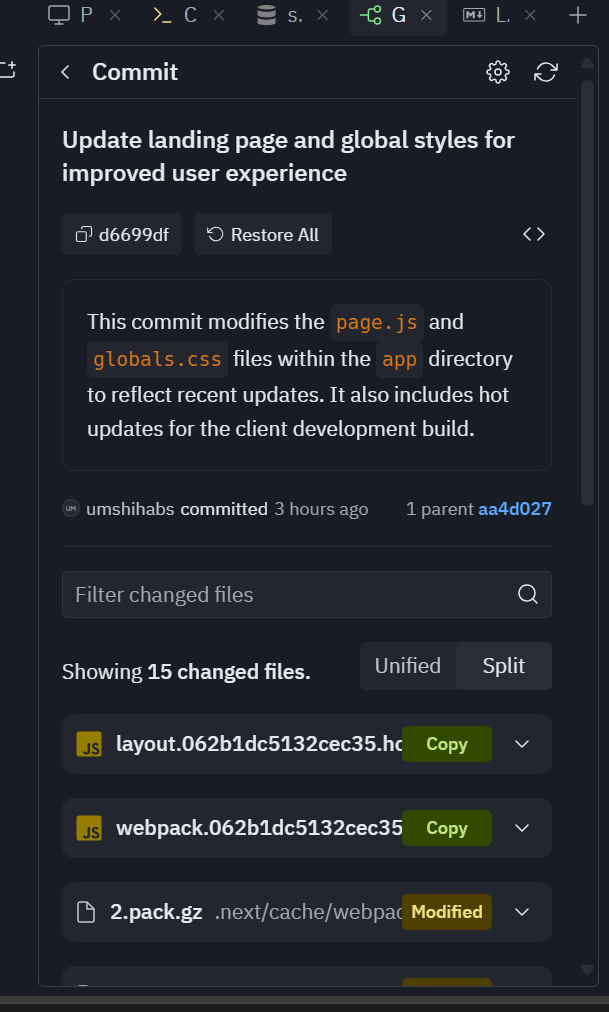 P
C
s.
G
L.
Commit
Update landing page and global styles for
improved user experience
d6699df
Restore All
This commit modifies the page.js and
globals.css files within the app directory
to reflect recent updates. It also includes hot
updates for the client development build.
UM umshihabs committed 3 hours ago 1 parent aa4d027
Filter changed files
Showing 15 changed files.
Unified Split
JS layout.062b1dc5132cec35.hc Copy
JS webpack.062b1dc5132cec35 Copy
2.pack.gz .next/cache/webpac Modified